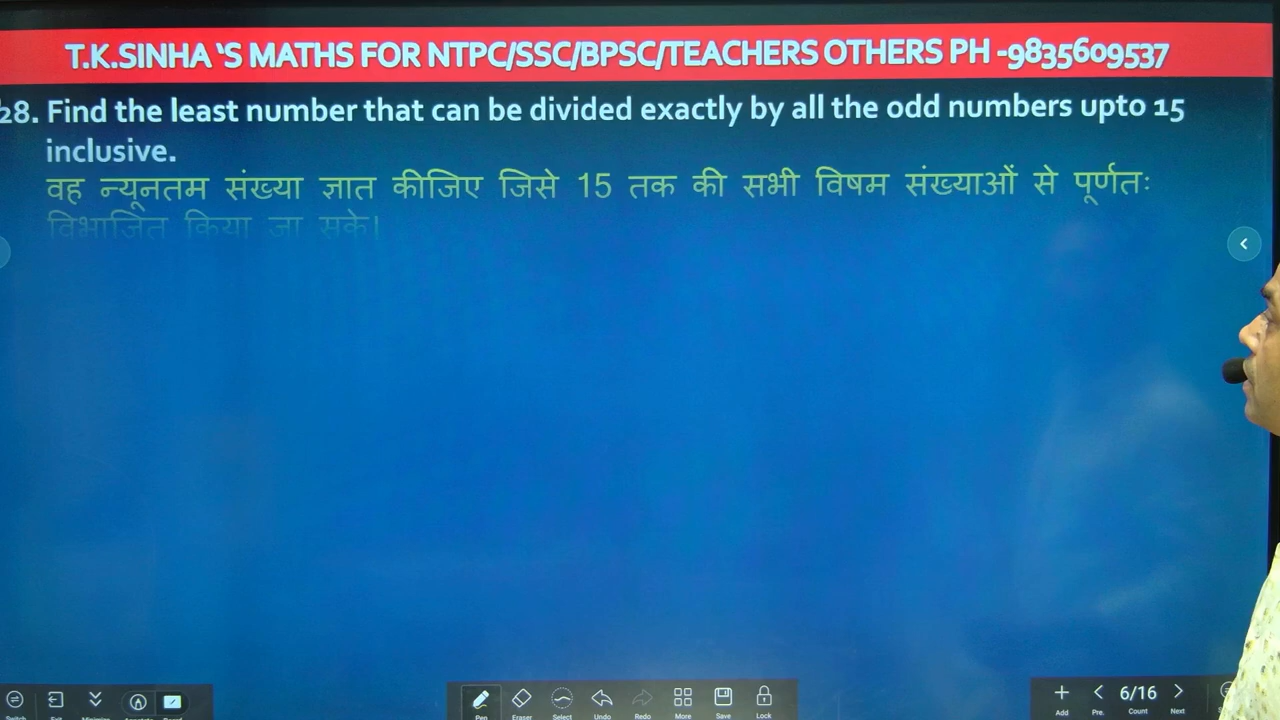 T.K.SINHA 'S MATHS FOR NTPC/SSC/BPSC/TEACHERS OTHERS PH -9835609537
28. Find the least number that can be divided exactly by all the odd numbers upto 15
inclusive.
वह न्यूनतम संख्या ज्ञात कीजिए जिसे 15 तक की सभी विषम संख्याओं से पूर्णतः
विभाजित किया जा सके।
Pen Eraser Select Undo Redo More Save Lock
Add Pre. 6/16 Count Next